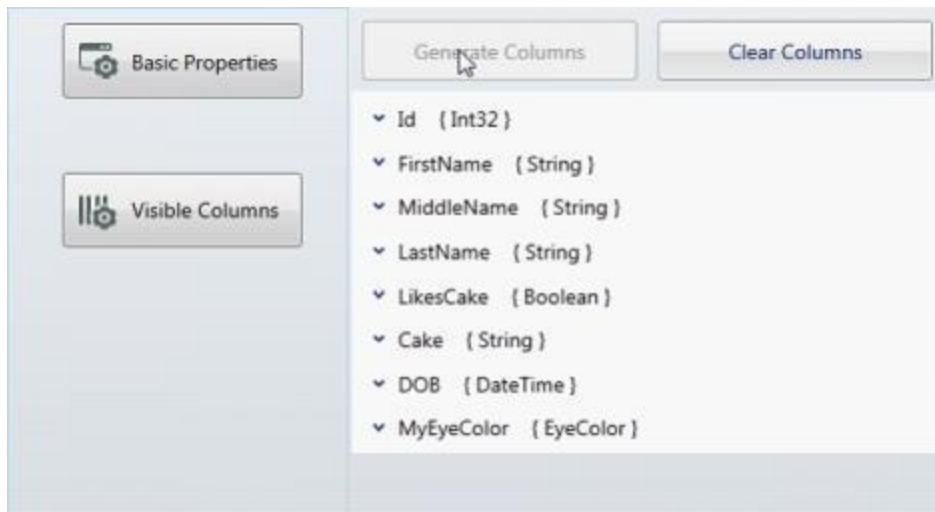 Basic Properties
Visible Columns
Generate Columns
Clear Columns
Id { Int32 }
FirstName { String }
MiddleName { String }
LastName { String }
LikesCake { Boolean }
Cake { String }
DOB { DateTime }
MyEyeColor { EyeColor }